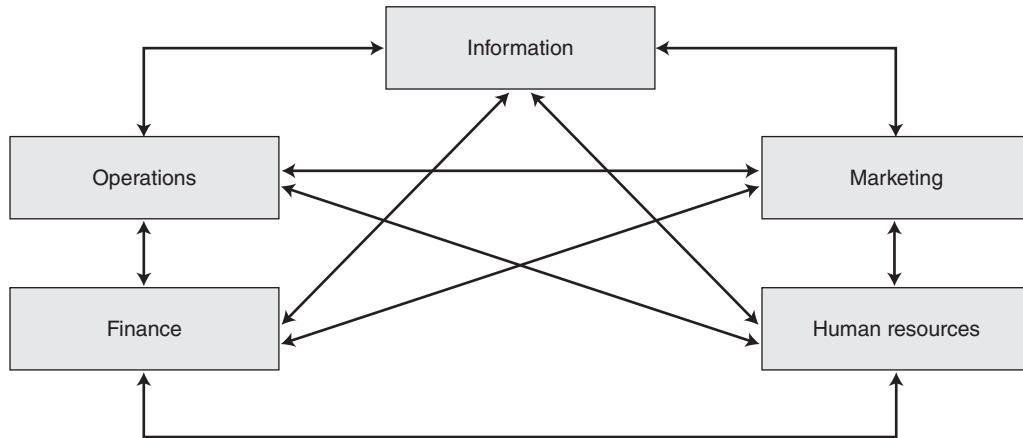 Information
Operations
Marketing
Finance
Human resources